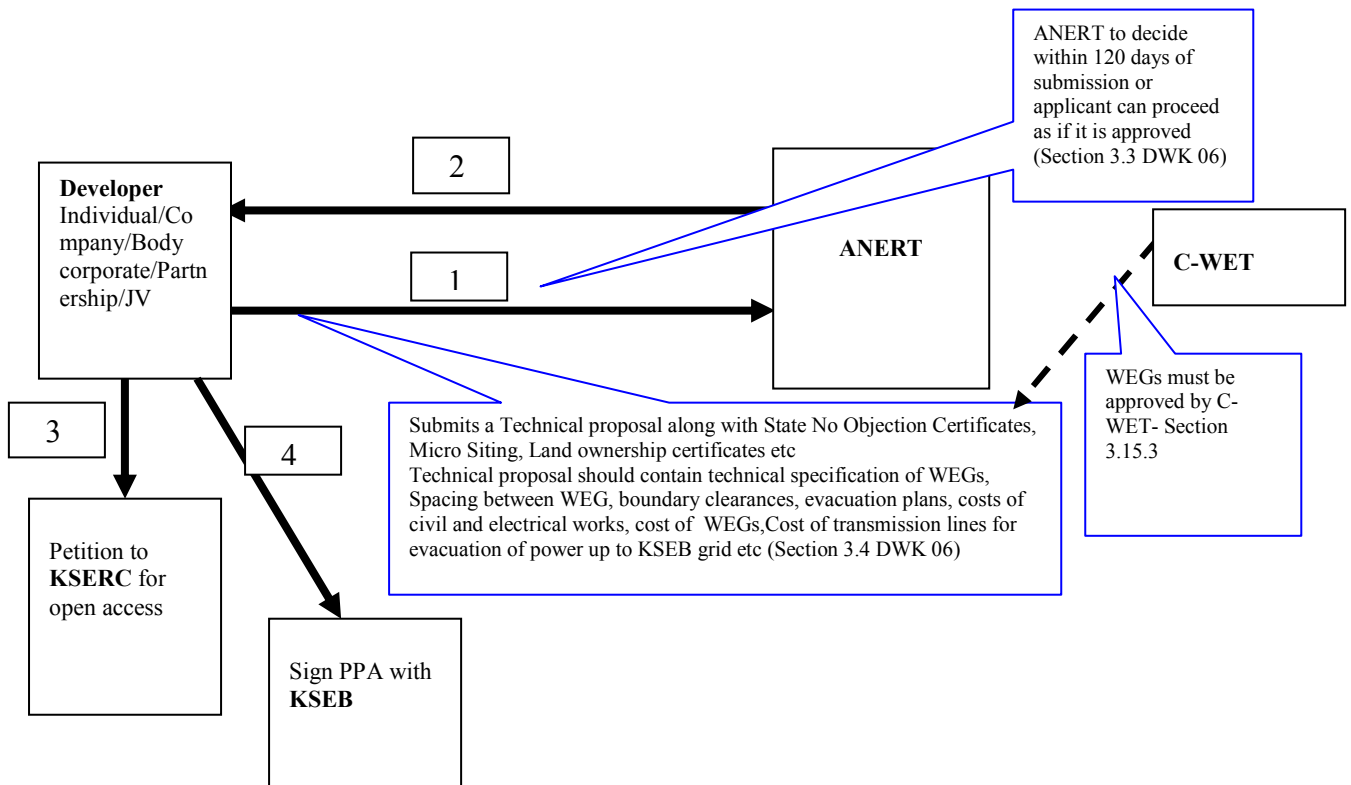 ANERT to decide
within 120 days of
submission or
applicant can proceed
as if it is approved
(Section 3.3 DWK 06)
2
Developer
Individual/Co
mpany/Body
corporate/Partn
ership/JV
ANERT
C-WET
1
WEGs must be
approved by C-
WET- Section
3.15.3
3
4
Submits a Technical proposal along with State No Objection Certificates,
Micro Siting, Land ownership certificates etc
Technical proposal should contain technical specification of WEGs,
Spacing between WEG, boundary clearances, evacuation plans, costs of
civil and electrical works, cost of  WEGs,Cost of transmission lines for
evacuation of power up to KSEB grid etc (Section 3.4 DWK 06)
Petition to
KSERC for
open access
Sign PPA with
KSEB